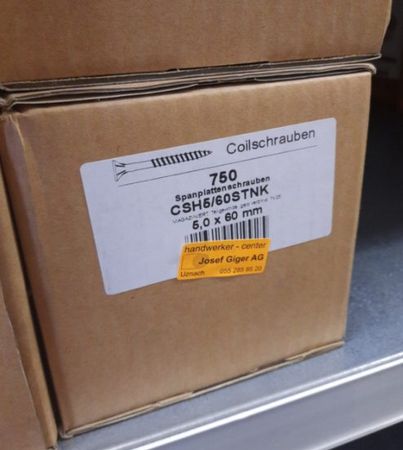 Coilschrauben
750
Spanplattenschrauben
CSH5/60STNK
MAGAZINIERT
5,0 x 60 mm
handwerker - center
Josef Giger AG
Uznach 055 285 85 20